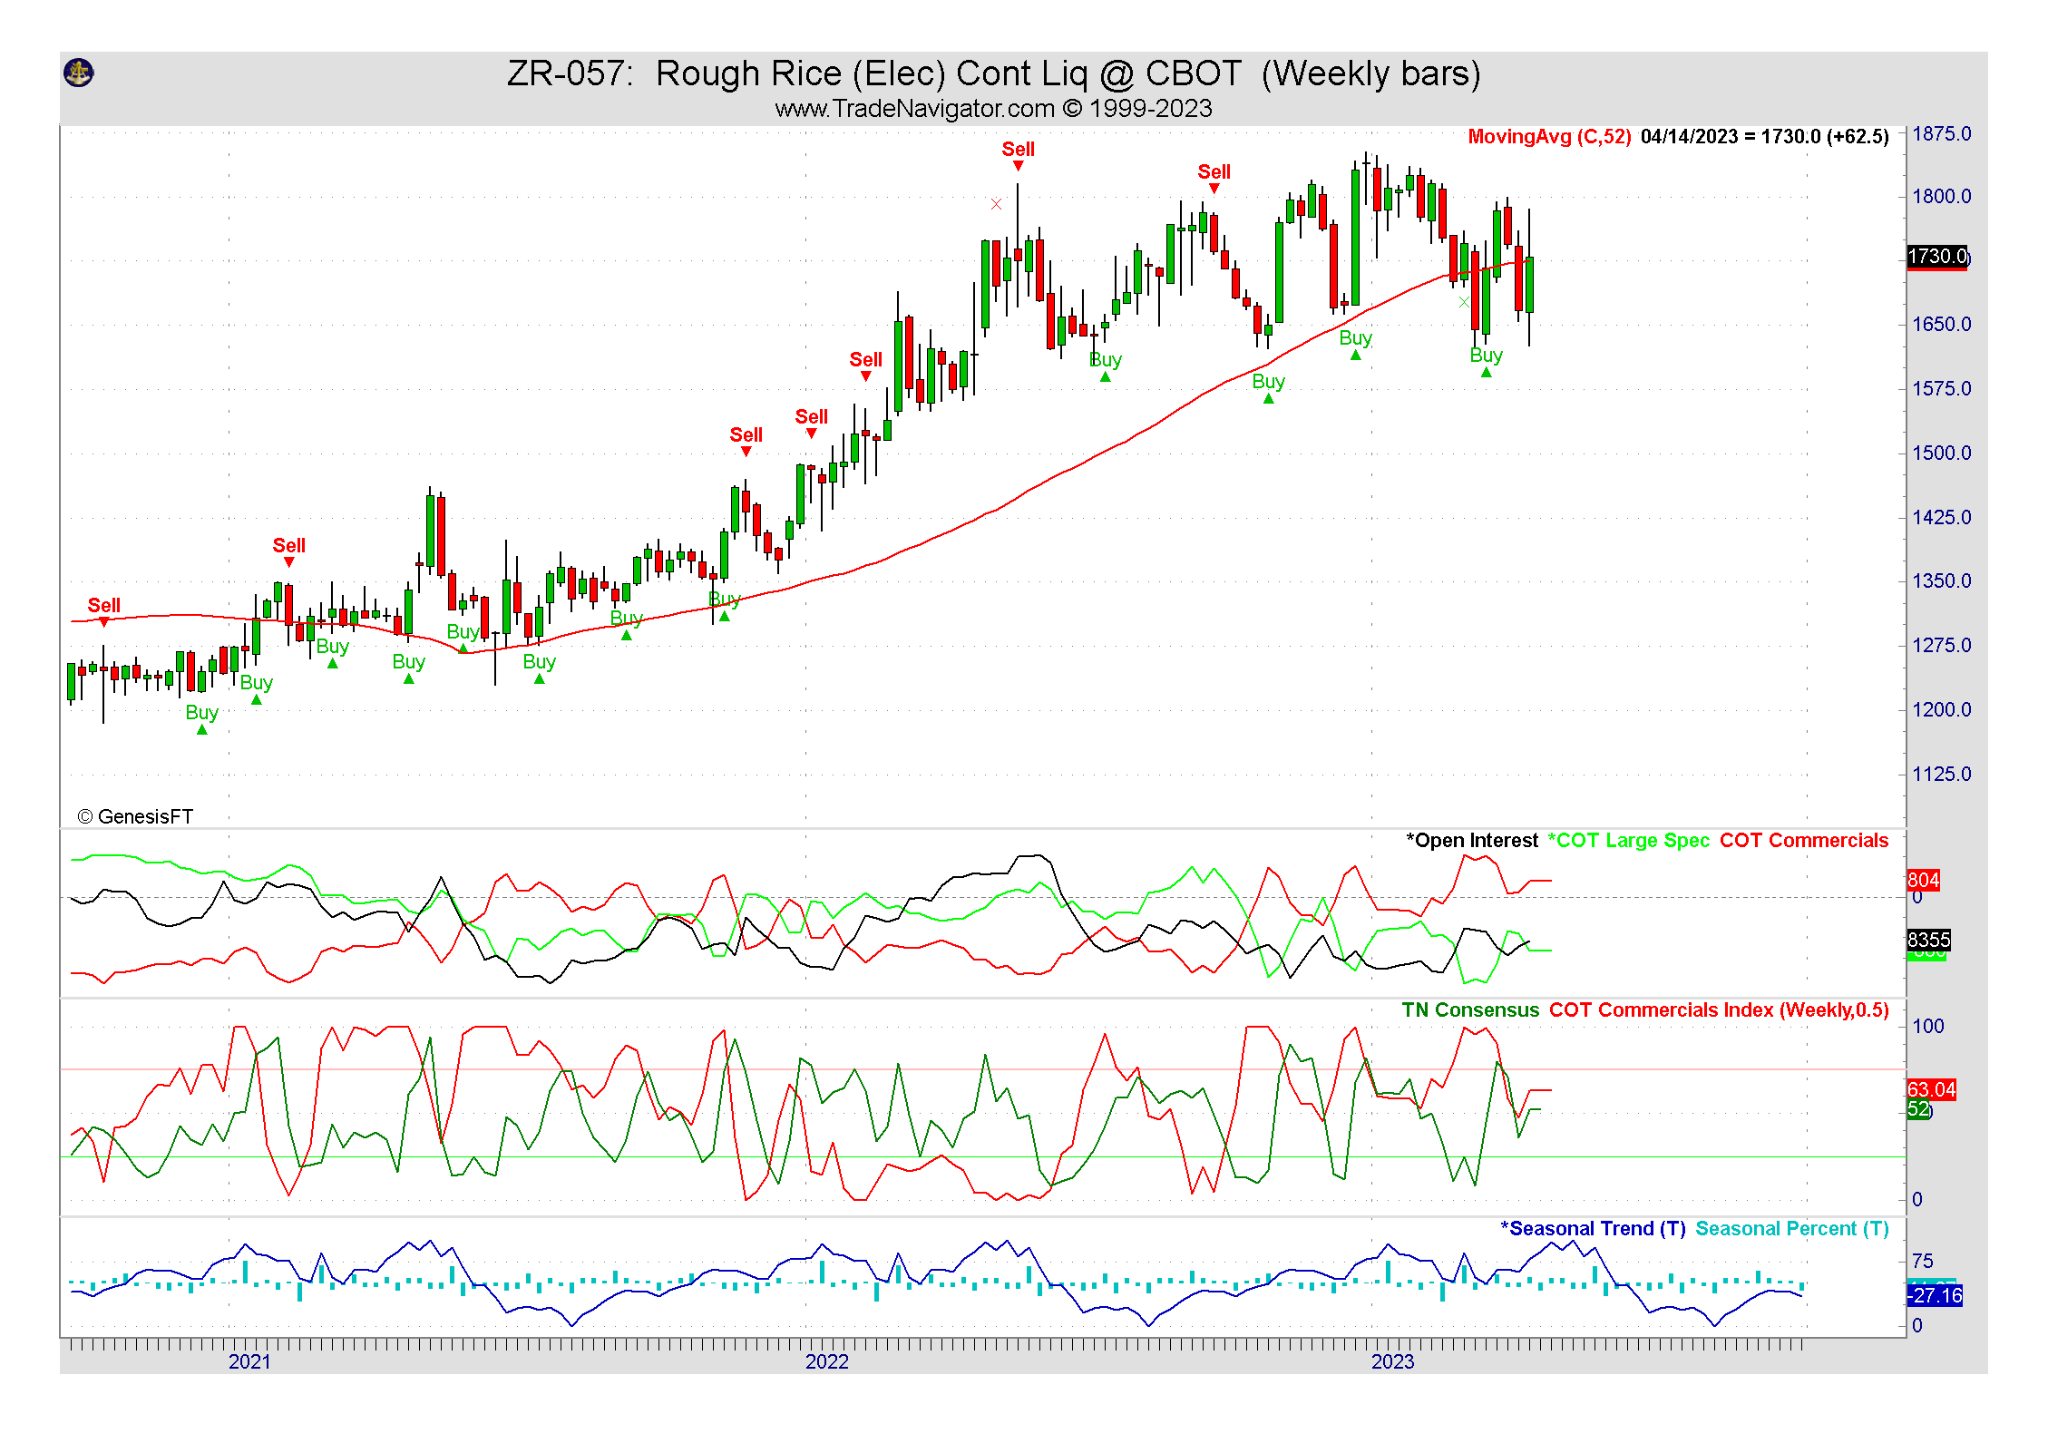 ZR-057: Rough Rice (Elec) Cont Liq @ CBOT (Weekly bars)
www.TradeNavigator.com © 1999-2023
MovingAvg (C,52) 04/14/2023 = 1730.0 (+62.5)
1875.0
Sell
Sell
1800.0
1730.0
1650.0
Buy
Buy
Sell
Buy
Buy
1575.0
Sell
Sell
1500.0
1425.0
Sell
1350.0
Sell
Buy
Buy
Buy
Buy
1275.0
Buy
Buy
Buy
Buy
1200.0
1125.0
© GenesisFT
*Open Interest *COT Large Spec COT Commercials
804
0
8355
TN Consensus COT Commercials Index (Weekly,0.5)
100
63.04
52
0
*Seasonal Trend (T) Seasonal Percent (T)
75
-27.16
0
2021 2022 2023